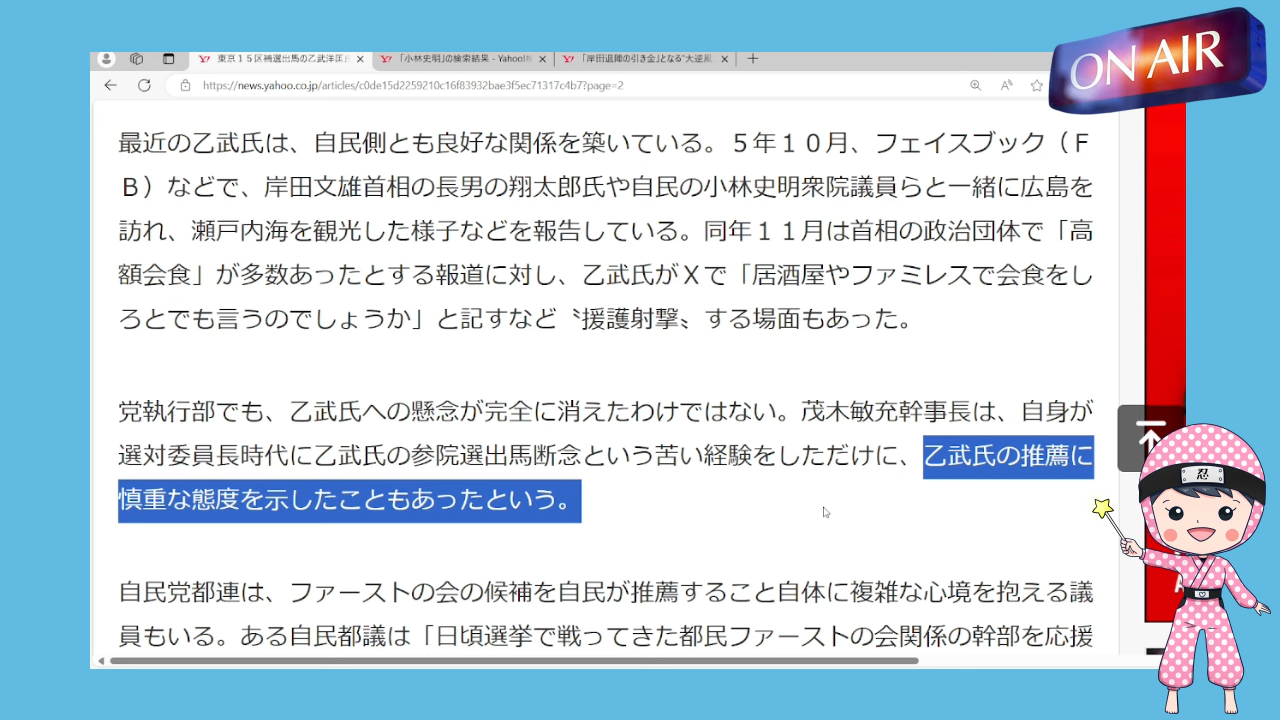 ON AIR
東京１５区補選出馬の乙武洋匡
「小林史明」の検索結果 - Yahoo!
「岸田退陣の引き金」となる"大逆風
https://news.yahoo.co.jp/articles/c0de15d2259210c16f83932bae3f5ec71317c4b7?page=2
最近の乙武氏は、自民側とも良好な関係を築いている。５年１０月、フェイスブック（Ｆ
Ｂ）などで、岸田文雄首相の長男の翔太郎氏や自民の小林史明衆院議員らと一緒に広島を
訪れ、瀬戸内海を観光した様子などを報告している。同年１１月は首相の政治団体で「高
額会食」が多数あったとする報道に対し、乙武氏がＸで「居酒屋やファミレスで会食をし
ろとでも言うのでしょうか」と記すなど〝援護射撃〟する場面もあった。
党執行部でも、乙武氏への懸念が完全に消えたわけではない。茂木敏充幹事長は、自身が
選対委員長時代に乙武氏の参院選出馬断念という苦い経験をしただけに、乙武氏の推薦に
慎重な態度を示したこともあったという。
忍
自民党都連は、ファーストの会の候補を自民が推薦すること自体に複雑な心境を抱える議
員もいる。ある自民都議は「日頃選挙で戦ってきた都民ファーストの会関係の幹部を応援